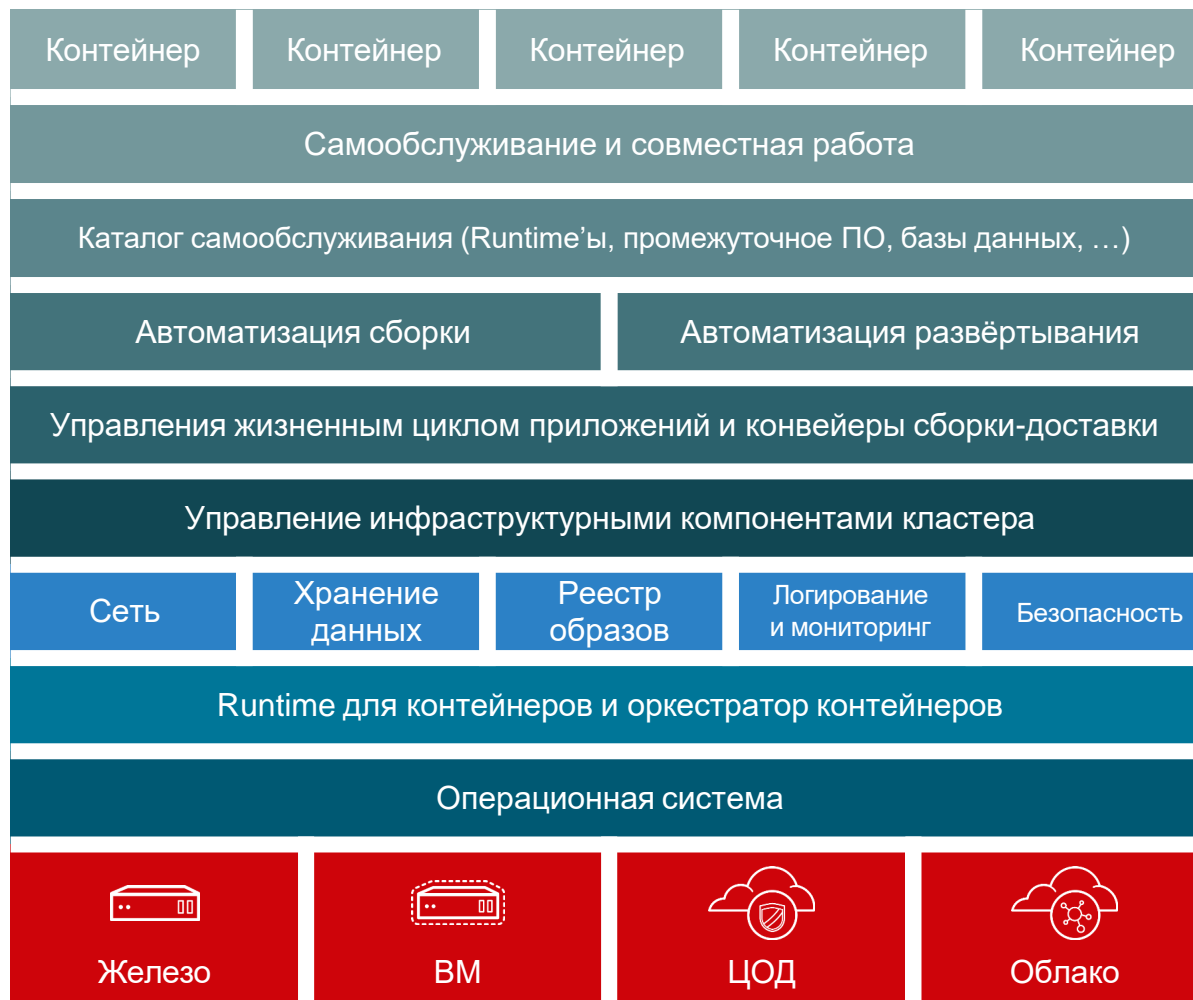 Контейнер Контейнер Контейнер Контейнер Контейнер
Самообслуживание и совместная работа
Каталог самообслуживания (Runtime’ы, промежуточное ПО, базы данных, …)
Автоматизация сборки
Автоматизация развёртывания
Управления жизненным циклом приложений и конвейеры сборки-доставки
Управление инфраструктурными компонентами кластера
Сеть
Хранение
данных
Реестр
образов
Логирование
и мониторинг
Безопасность
Runtime для контейнеров и оркестратор контейнеров
Операционная система
Железо
ВМ
ЦОД
Облако